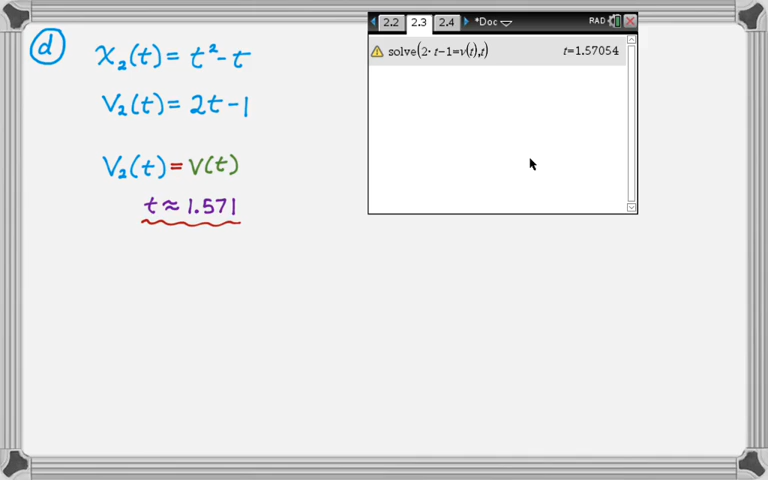 d
x₂(t) = t² - t
v₂(t) = 2t - 1
v₂(t) = v(t)
t ≈ 1.571
2.2 2.3 2.4 *Doc RAD
solve(2·t−1=v(t),t) t=1.57054